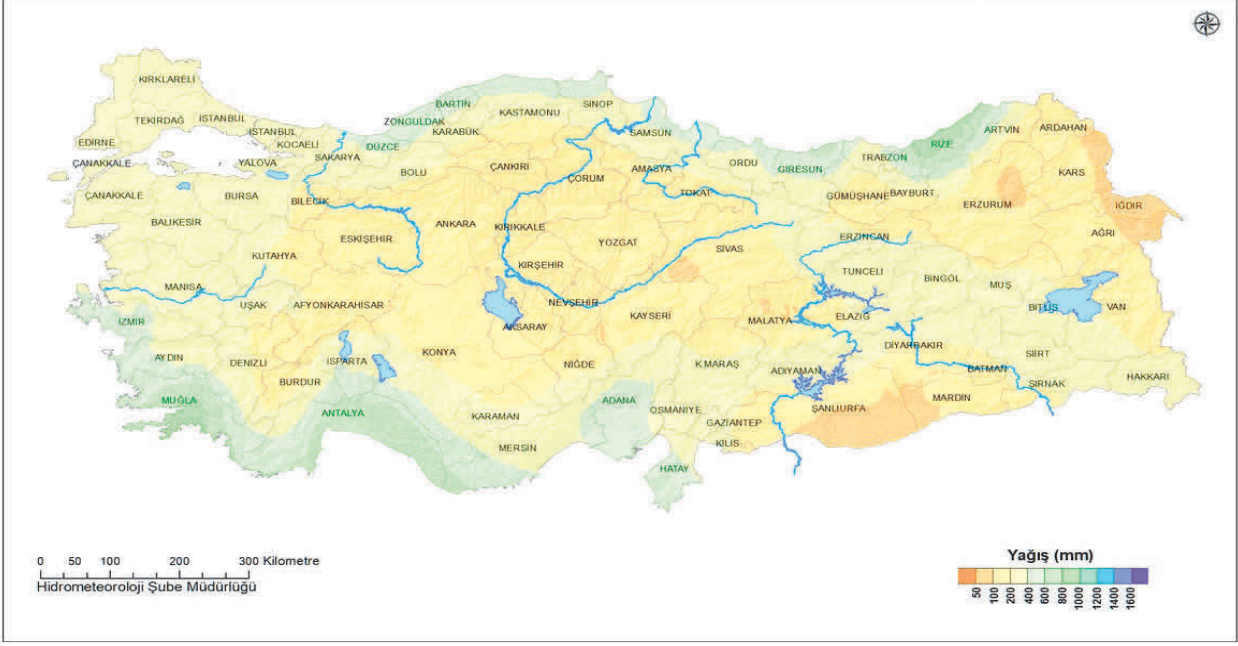 KIRKLARELİ
TEKİRDAĞ
İSTANBUL
İSTANBUL
EDİRNE
KOCAELİ
ÇANAKKALE
YALOVA
SAKARYA
ÇANAKKALE
BURSA
BİLECİK
BALIKESİR
KUTAHYA
ESKİŞEHİR
MANİSA
UŞAK
AFYONKARAHİSAR
İZMİR
AYDIN
DENİZLİ
ISPARTA
BURDUR
MUĞLA
ANTALYA
BARTIN
ZONGULDAK
KARABÜK
DÜZCE
BOLU
KASTAMONU
SİNOP
SAMSUN
ÇANKIRI
ÇORUM
AMASYA
TOKAT
ORDU
GİRESUN
TRABZON
RİZE
ARTVİN
ARDAHAN
KARS
IĞDIR
AĞRI
GÜMÜŞHANE
BAYBURT
ERZURUM
ERZİNCAN
ANKARA
KIRIKKALE
YOZGAT
SİVAS
KIRŞEHİR
NEVŞEHİR
AKSARAY
KAYSERİ
KONYA
NİĞDE
KARAMAN
MERSİN
ADANA
OSMANİYE
HATAY
K.MARAŞ
MALATYA
ELAZIĞ
TUNCELİ
BİNGÖL
MUŞ
BİTLİS
VAN
DİYARBAKIR
ADIYAMAN
BATMAN
SİİRT
ŞIRNAK
HAKKARİ
MARDİN
ŞANLIURFA
GAZİANTEP
KİLİS
0 50 100 200 300 Kilometre
Hidrometeoroloji Şube Müdürlüğü
Yağış (mm)
50 100 200 400 600 800 1000 1200 1400 1600